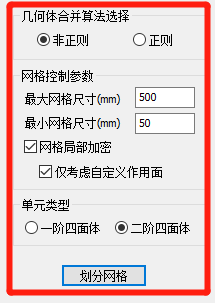 几何体合并算法选择
非正则 正则
网格控制参数
最大网格尺寸(mm) 500
最小网格尺寸(mm) 50
网格局部加密
仅考虑自定义作用面
单元类型
一阶四面体 二阶四面体
划分网格